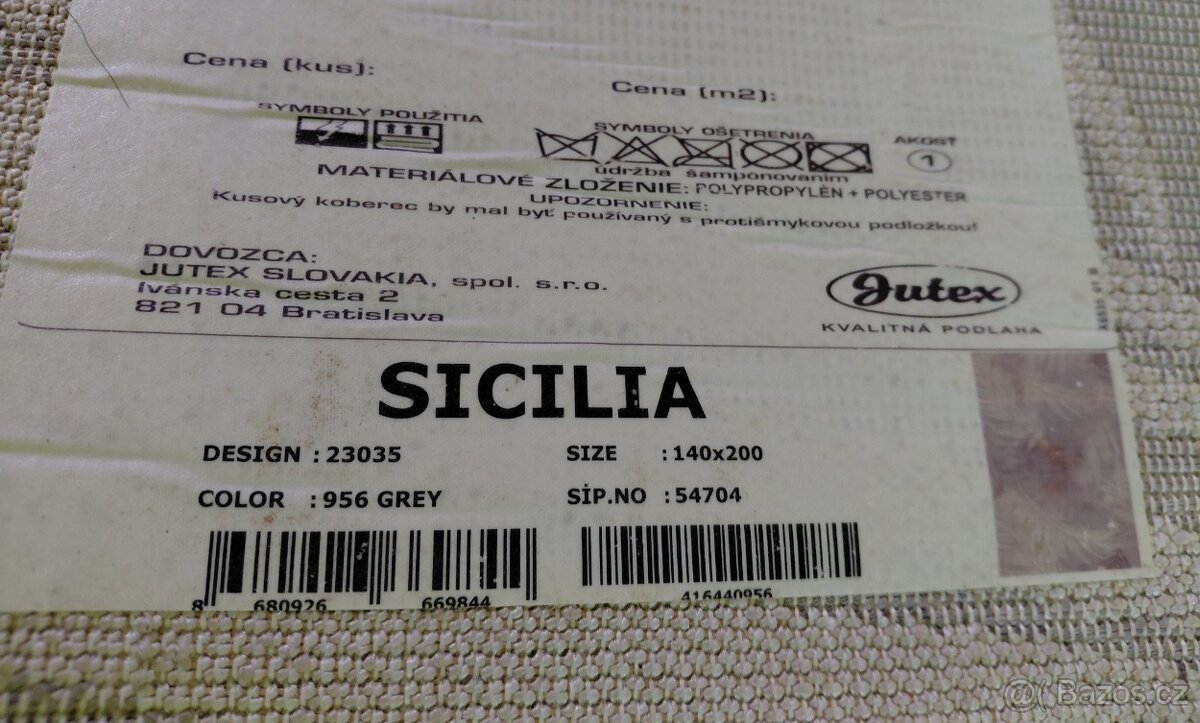 Cena (kus):
Cena (m2):
SYMBOLY POUŽITIA
SYMBOLY OŠETRENIA
AKOSŤ
1
údržba šamponovaním
MATERIÁLOVÉ ZLOŽENIE: POLYPROPYLÉN + POLYESTER
UPOZORNENIE:
Kusový koberec by mal byť používaný s protišmykovou podložkou!
DOVOZCA:
JUTEX SLOVAKIA, spol. s.r.o.
Ivánska cesta 2
821 04 Bratislava
Jutex
KVALITNÁ PODLAHA
SICILIA
DESIGN : 23035
SIZE : 140x200
COLOR : 956 GREY
SİP.NO : 54704
8 680926 669844
416440956
@( Bazos.cz